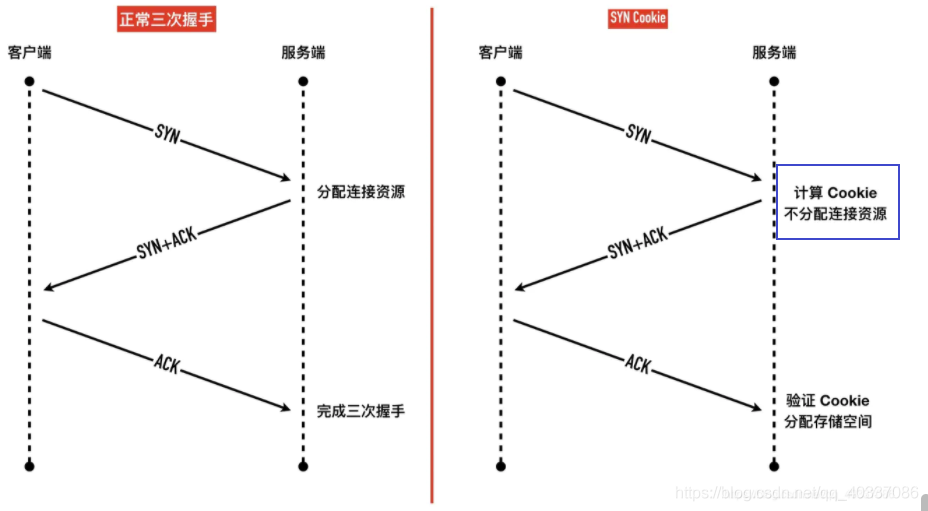 正常三次握手
客户端
服务端
SYN
分配连接资源
SYN+ACK
ACK
完成三次握手
SYN Cookie
客户端
服务端
SYN
计算 Cookie
不分配连接资源
SYN+ACK
ACK
验证 Cookie
分配存储空间
https://blog.csdn.net/qq_40337086